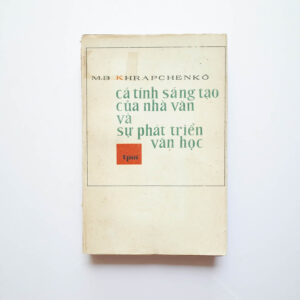 M.B KHRAPCHENKÔ
cá tính sáng tạo
của nhà văn
và
sự phát triển
văn học